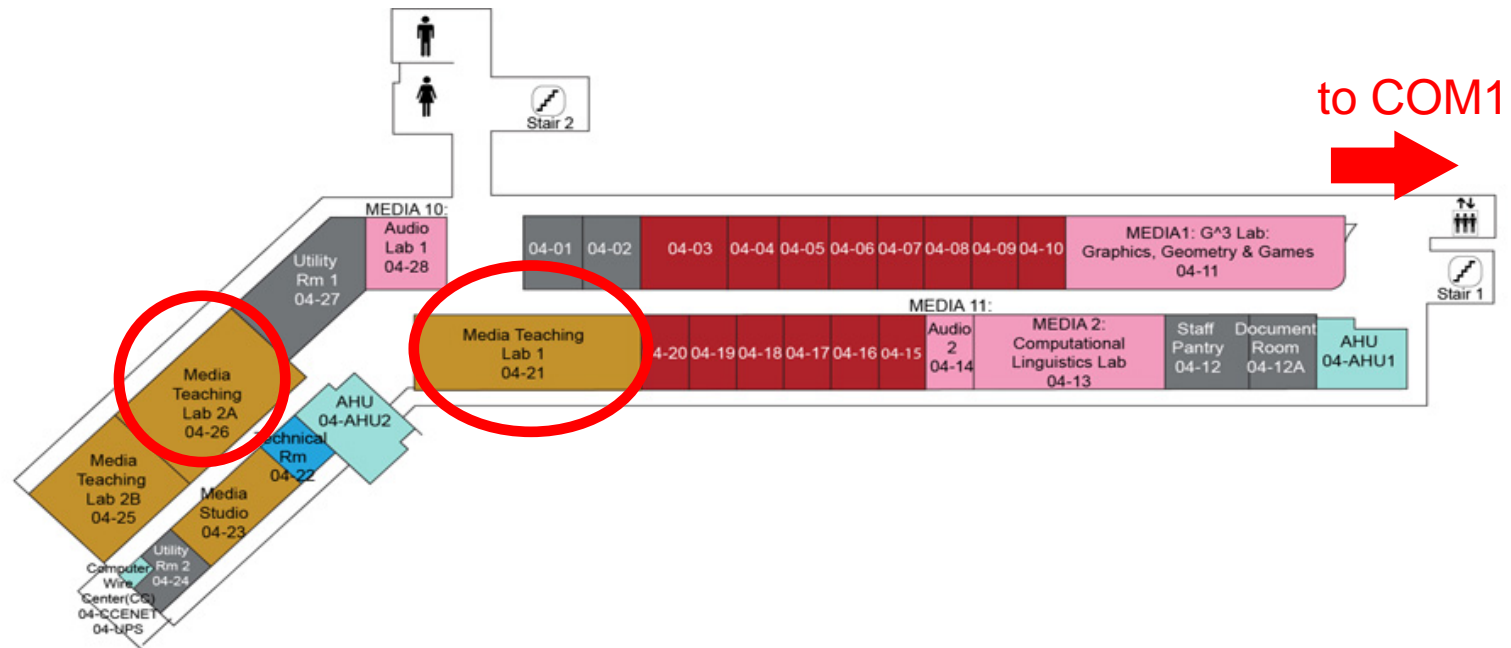 to COM1
Stair 2
MEDIA 10:
Audio
Lab 1
04-28
Utility
Rm 1
04-27
04-01
04-02
04-03
04-04
04-05
04-06
04-07
04-08
04-09
04-10
MEDIA1: G^3 Lab:
Graphics, Geometry & Games
04-11
Stair 1
MEDIA 11:
Media Teaching
Lab 1
04-21
4-20
04-19
04-18
04-17
04-16
04-15
Audio
2
04-14
MEDIA 2:
Computational
Linguistics Lab
04-13
Staff
Pantry
04-12
Document
Room
04-12A
AHU
04-AHU1
Media
Teaching
Lab 2A
04-26
AHU
04-AHU2
Technical
Rm
04-22
Media
Teaching
Lab 2B
04-25
Media
Studio
04-23
Utility
Rm 2
04-24
Computer
Wire
Center(CC)
04-CCENET
04-UPS